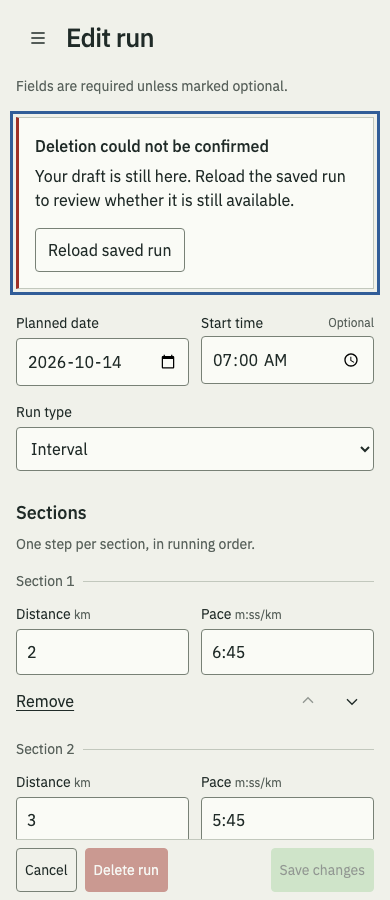 Edit run
Fields are required unless marked optional.
Deletion could not be confirmed
Your draft is still here. Reload the saved run
to review whether it is still available.
Reload saved run
Planned date
Start time Optional
2026-10-14
07:00 AM
Run type
Interval
Sections
One step per section, in running order.
Section 1
Distance km
Pace m:ss/km
2
6:45
Remove
Section 2
Distance km
Pace m:ss/km
3
5:45
Cancel
Delete run
Save changes